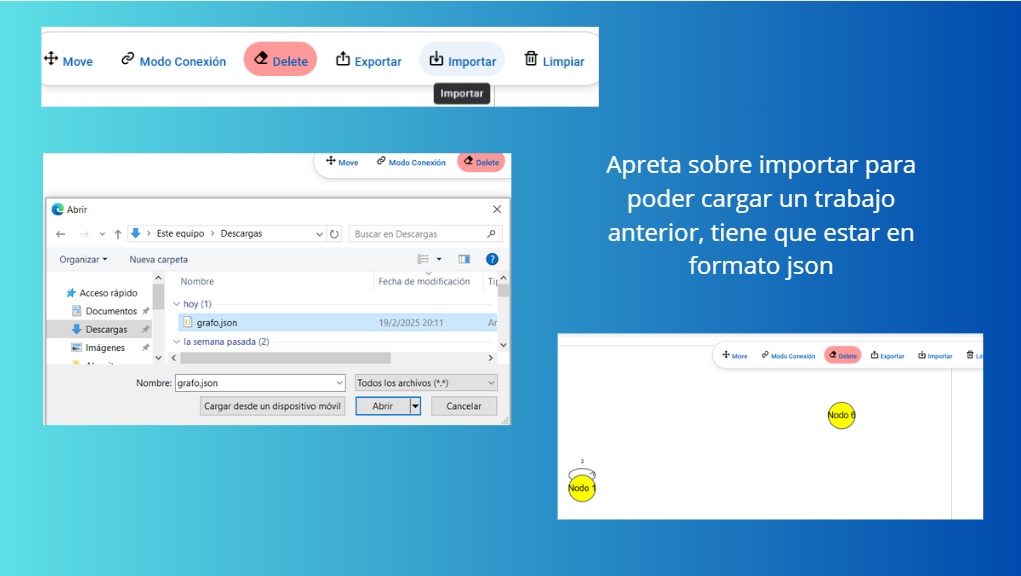 Move Modo Conexión Delete Exportar Importar Limpiar
Importar
Move Modo Conexión Delete
Abrir
Este equipo > Descargas
Buscar en Descargas
Organizar Nueva carpeta
Nombre Fecha de modificación
Acceso rápido
Documentos
Descargas
Imágenes
hoy (1)
grafo.json 19/2/2025 20:11
la semana pasada (2)
Nombre: grafo.json Todos los archivos (*.*)
Cargar desde un dispositivo móvil Abrir Cancelar
Apreta sobre importar para
poder cargar un trabajo
anterior, tiene que estar en
formato json
Move Modo Conexión Delete Exportar Importar
Nodo 6
3
Nodo 1